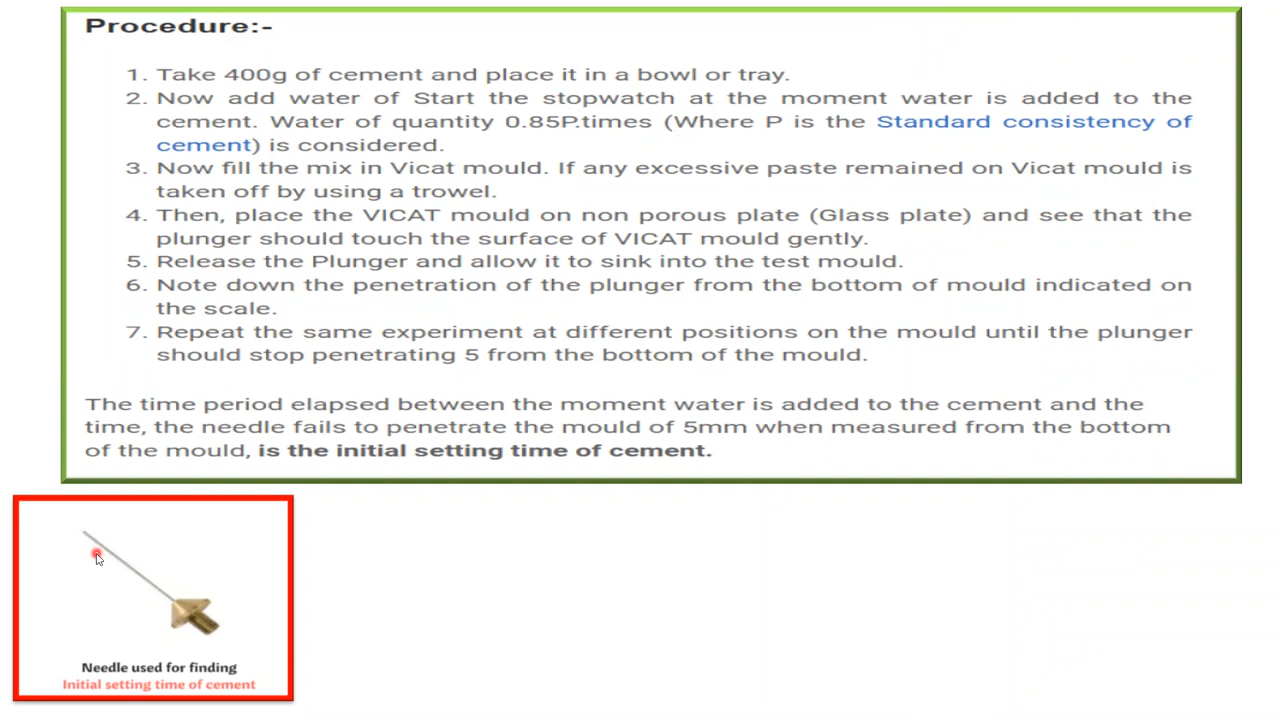 Procedure:-
1. Take 400g of cement and place it in a bowl or tray.
2. Now add water of Start the stopwatch at the moment water is added to the
cement. Water of quantity 0.85P.times (Where P is the Standard consistency of
cement) is considered.
3. Now fill the mix in Vicat mould. If any excessive paste remained on Vicat mould is
taken off by using a trowel.
4. Then, place the VICAT mould on non porous plate (Glass plate) and see that the
plunger should touch the surface of VICAT mould gently.
5. Release the Plunger and allow it to sink into the test mould.
6. Note down the penetration of the plunger from the bottom of mould indicated on
the scale.
7. Repeat the same experiment at different positions on the mould until the plunger
should stop penetrating 5 from the bottom of the mould.
The time period elapsed between the moment water is added to the cement and the
time, the needle fails to penetrate the mould of 5mm when measured from the bottom
of the mould, is the initial setting time of cement.
Needle used for finding
Initial setting time of cement